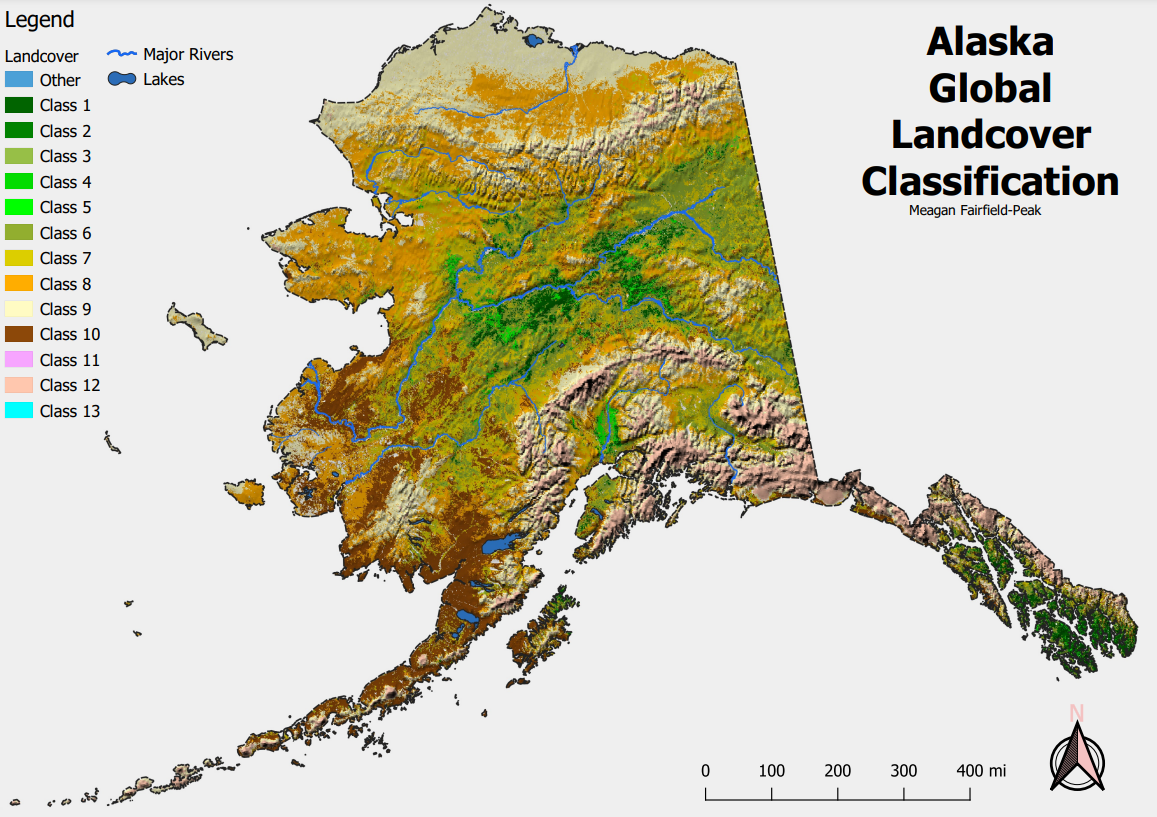 Legend
Landcover
Other
Class 1
Class 2
Class 3
Class 4
Class 5
Class 6
Class 7
Class 8
Class 9
Class 10
Class 11
Class 12
Class 13
Major Rivers
Lakes
Alaska
Global
Landcover
Classification
Meagan Fairfield-Peak
N
0 100 200 300 400 mi